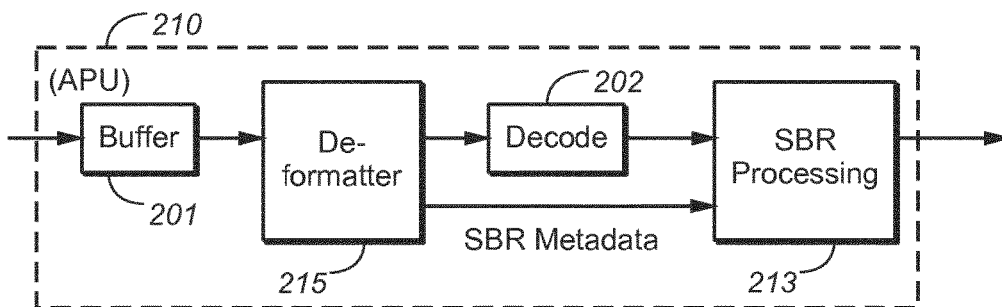 210
(APU)
202
Buffer
De-
formatter
Decode
SBR
Processing
201
SBR Metadata
215
213